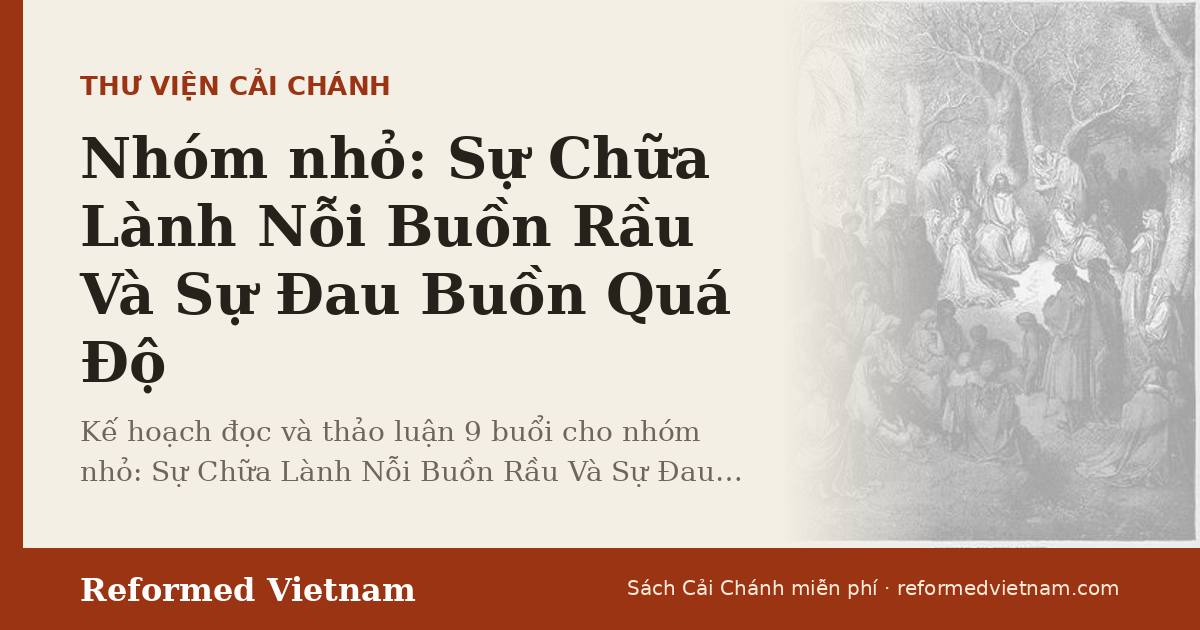 THƯ VIỆN CẢI CHÁNH
Nhóm nhỏ: Sự Chữa
Lành Nỗi Buồn Rầu
Và Sự Đau Buồn Quá
Độ
Kế hoạch đọc và thảo luận 9 buổi cho nhóm
nhỏ: Sự Chữa Lành Nỗi Buồn Rầu Và Sự Đau...
Reformed Vietnam
Sách Cải Chánh miễn phí · reformedvietnam.com